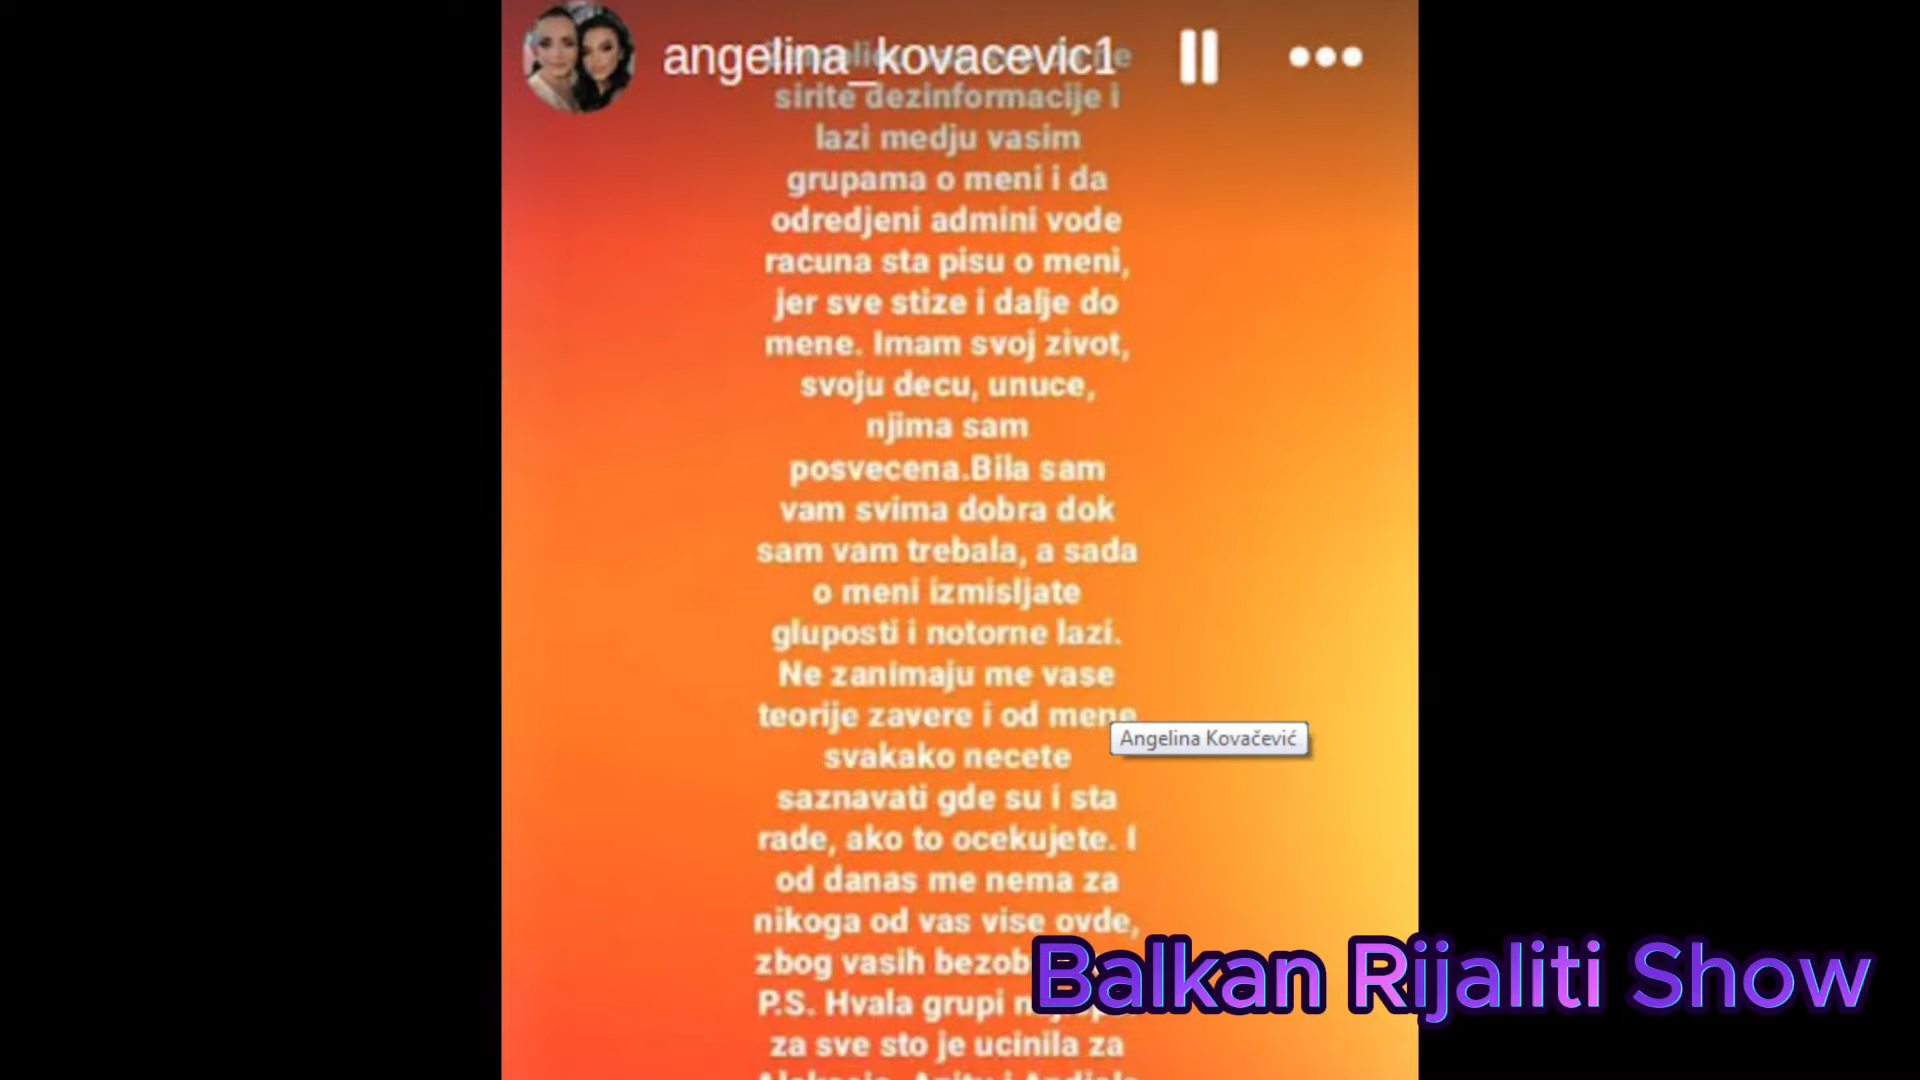 angelina_kovacevic1
sirite dezinformacije i
lazi medju vasim
grupama o meni i da
odredjeni admini vode
racuna sta pisu o meni,
jer sve stize i dalje do
mene. Imam svoj zivot,
svoju decu, unuce,
njima sam
posvecena.Bila sam
vam svima dobra dok
sam vam trebala, a sada
o meni izmisljate
gluposti i notorne lazi.
Ne zanimaju me vase
teorije zavere i od mene
Angelina Kovačević
svakako necete
saznavati gde su i sta
rade, ako to ocekujete. I
od danas me nema za
nikoga od vas vise ovde,
zbog vasih
Balkan Rijaliti Show
P.S. Hvala grupi
za sve sto je ucinila za